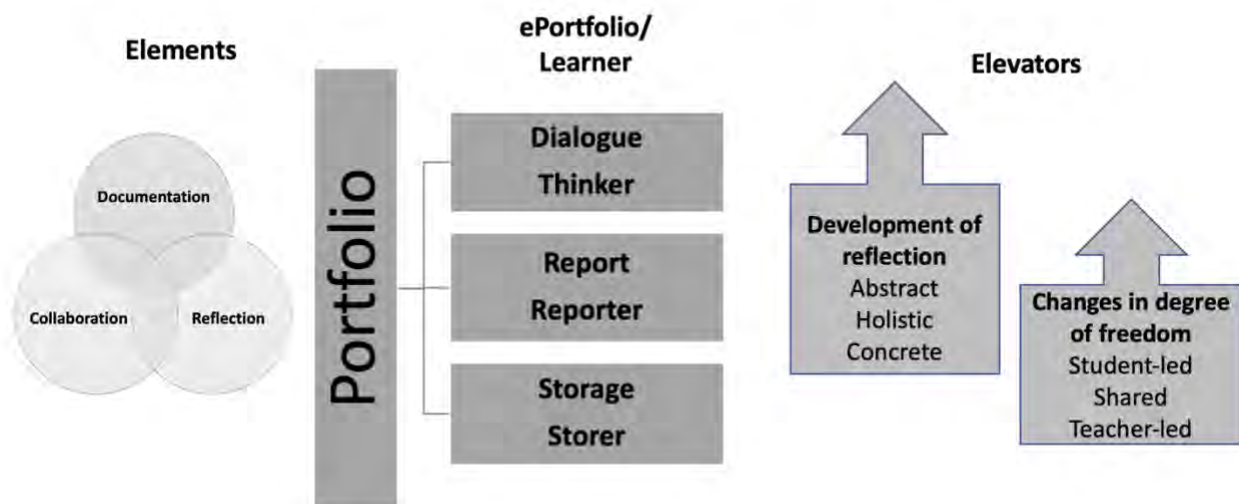 Elements
Documentation
Collaboration
Reflection
Portfolio
ePortfolio/
Learner
Dialogue
Thinker
Report
Reporter
Storage
Storer
Elevators
Development of
reflection
Abstract
Holistic
Concrete
Changes in degree
of freedom
Student-led
Shared
Teacher-led